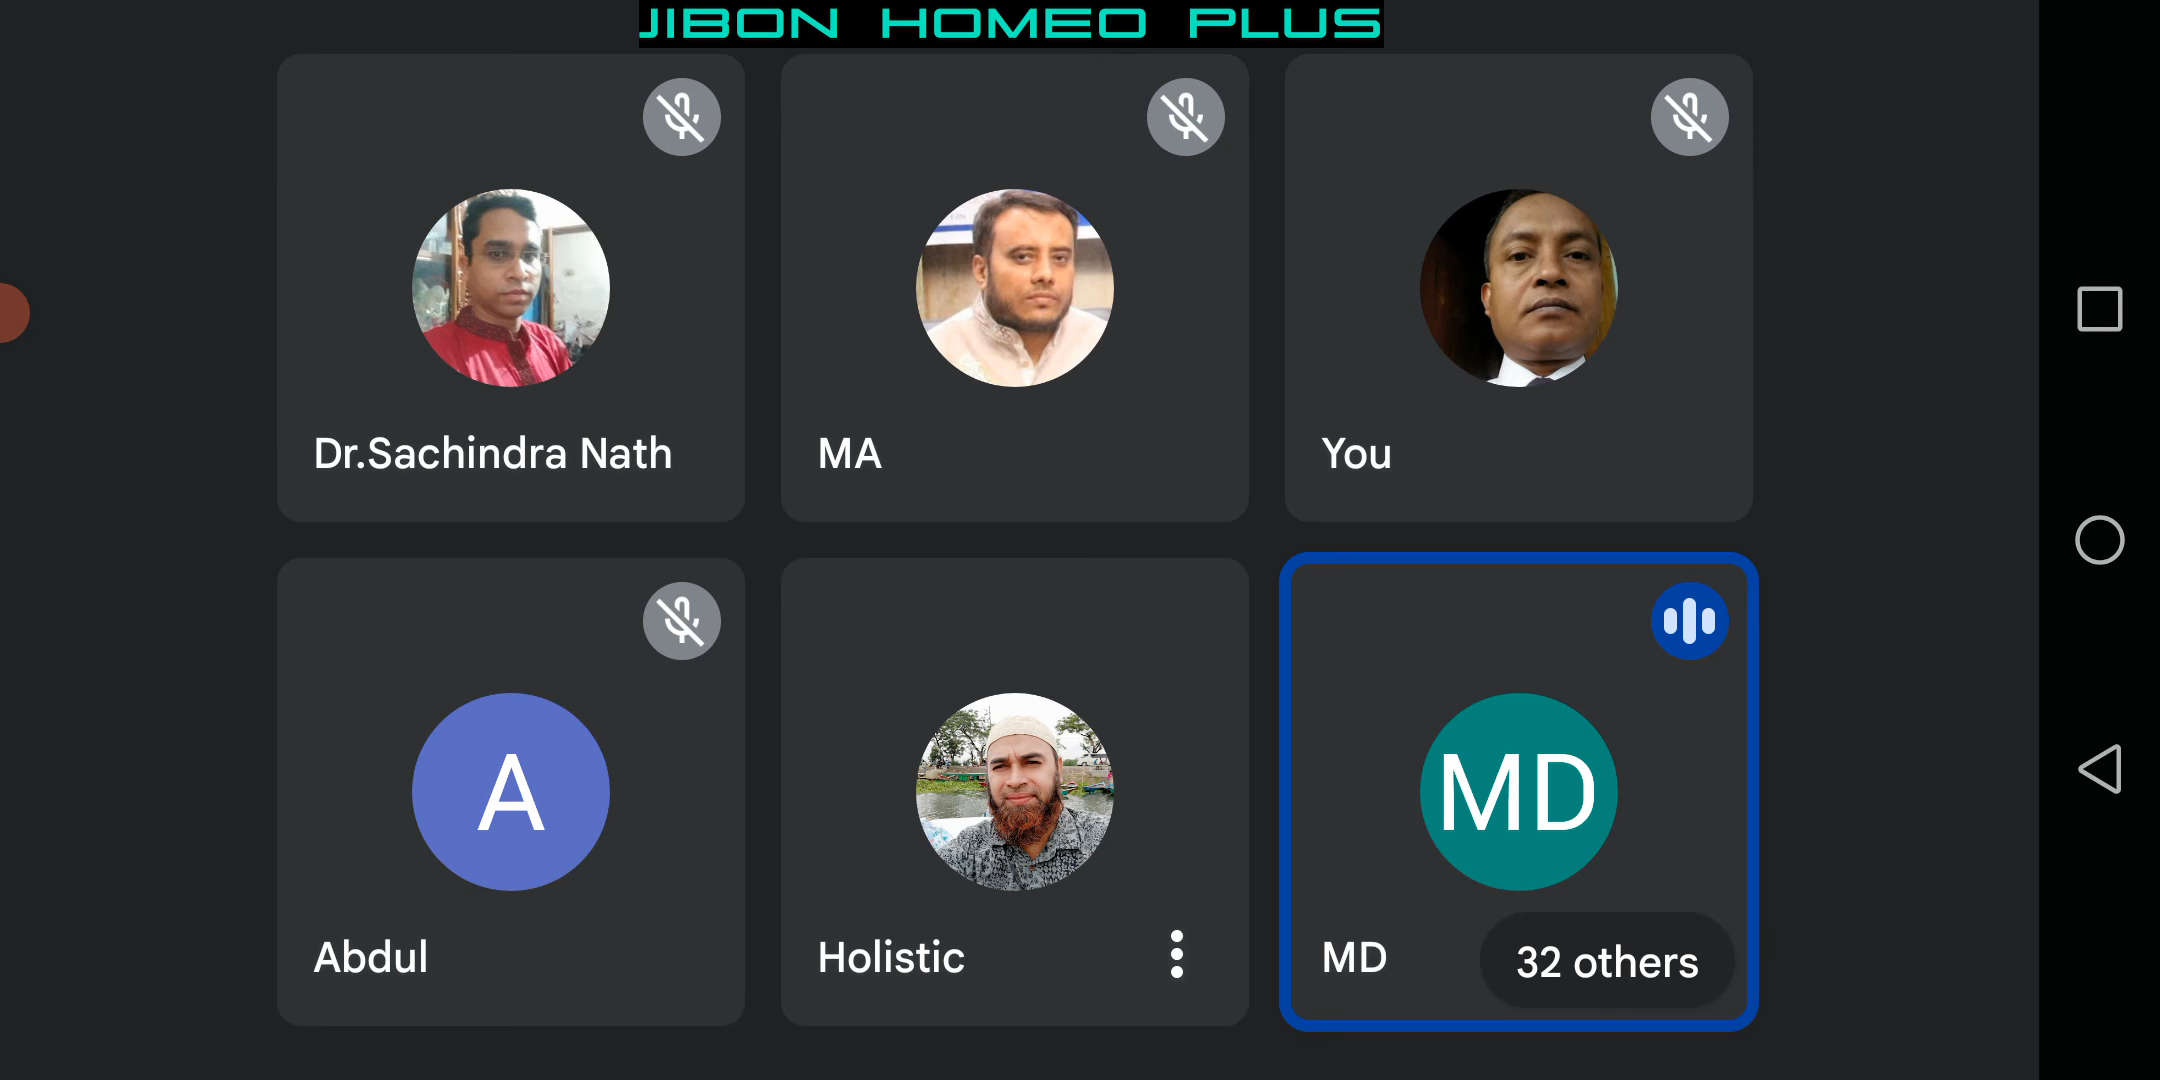 JIBON HOMEO PLUS
Dr.Sachindra Nath
MA
You
A
Abdul
Holistic
MD
MD
32 others